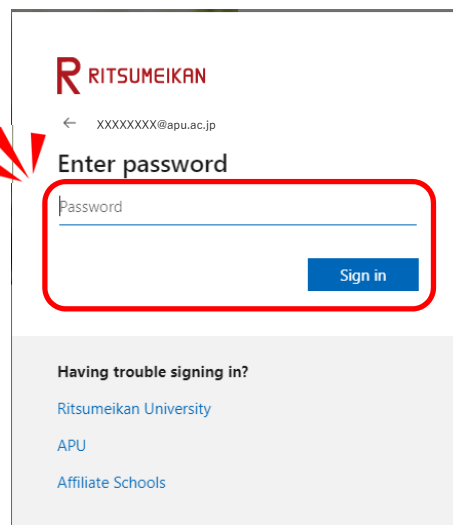 RITSUMEIKAN
← XXXXXXXX@apu.ac.jp
Enter password
Password
Sign in
Having trouble signing in?
Ritsumeikan University
APU
Affiliate Schools